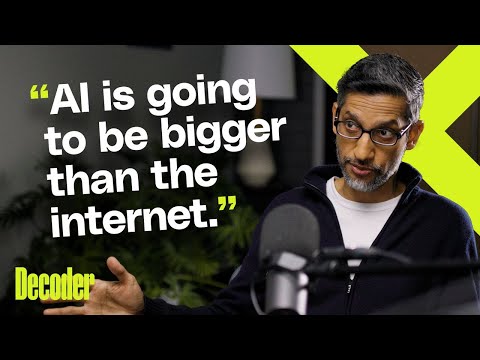 “AI is going
to be bigger
than the
internet.”
Decoder